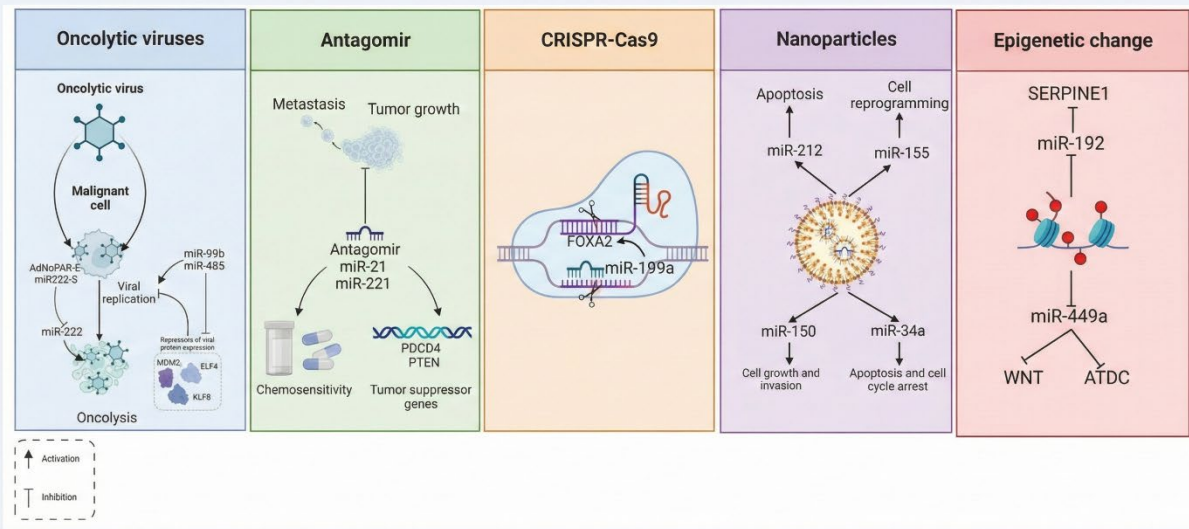 Oncolytic viruses
Oncolytic virus
Malignant
cell
AdNoPAR-E-
miR222-S
Viral
replication
miR-99b
miR-485
miR-222
Repressors of viral
protein expression
MDM2
ELF4
KLF8
Oncolysis
Antagomir
Metastasis
Tumor growth
Antagomir
miR-21
miR-221
Chemosensitivity
PDCD4
PTEN
Tumor suppressor
genes
CRISPR-Cas9
FOXA2
miR-199a
Nanoparticles
Apoptosis
Cell
reprogramming
miR-212
miR-155
miR-150
miR-34a
Cell growth and
invasion
Apoptosis and cell
cycle arrest
Epigenetic change
SERPINE1
miR-192
miR-449a
WNT
ATDC
Activation
Inhibition